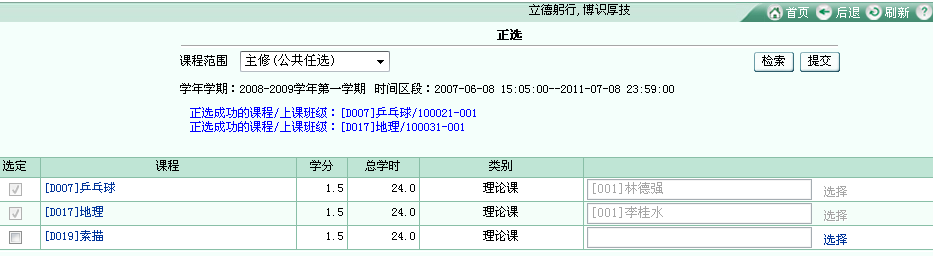 立德躬行,博识厚技
首页 后退 刷新 ?
正选
课程范围 主修(公共任选) 检索 提交
学年学期：2008-2009学年第一学期 时间区段：2007-06-08 15:05:00--2011-07-08 23:59:00
正选成功的课程/上课班级：[D007]乒乓球/100021-001
正选成功的课程/上课班级：[D017]地理/100031-001
选定 课程 学分 总学时 类别
[D007]乒乓球 1.5 24.0 理论课 [001]林德强 选择
[D017]地理 1.5 24.0 理论课 [001]李桂水 选择
[D019]素描 1.5 24.0 理论课 选择